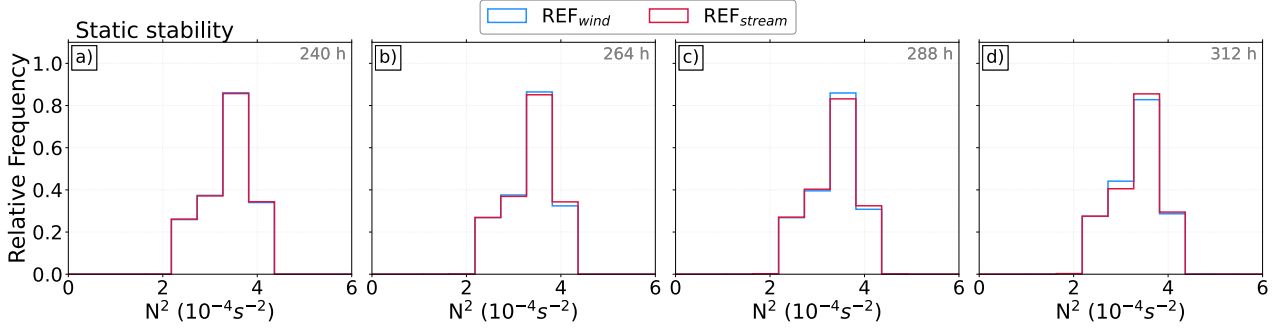 REF_wind REF_stream
Static stability
a) 240 h
b) 264 h
c) 288 h
d) 312 h
Relative Frequency
1.0
0.8
0.6
0.4
0.2
0.0
0 2 4 6
0 2 4 6
0 2 4 6
0 2 4 6
N² (10⁻⁴s⁻²)
N² (10⁻⁴s⁻²)
N² (10⁻⁴s⁻²)
N² (10⁻⁴s⁻²)